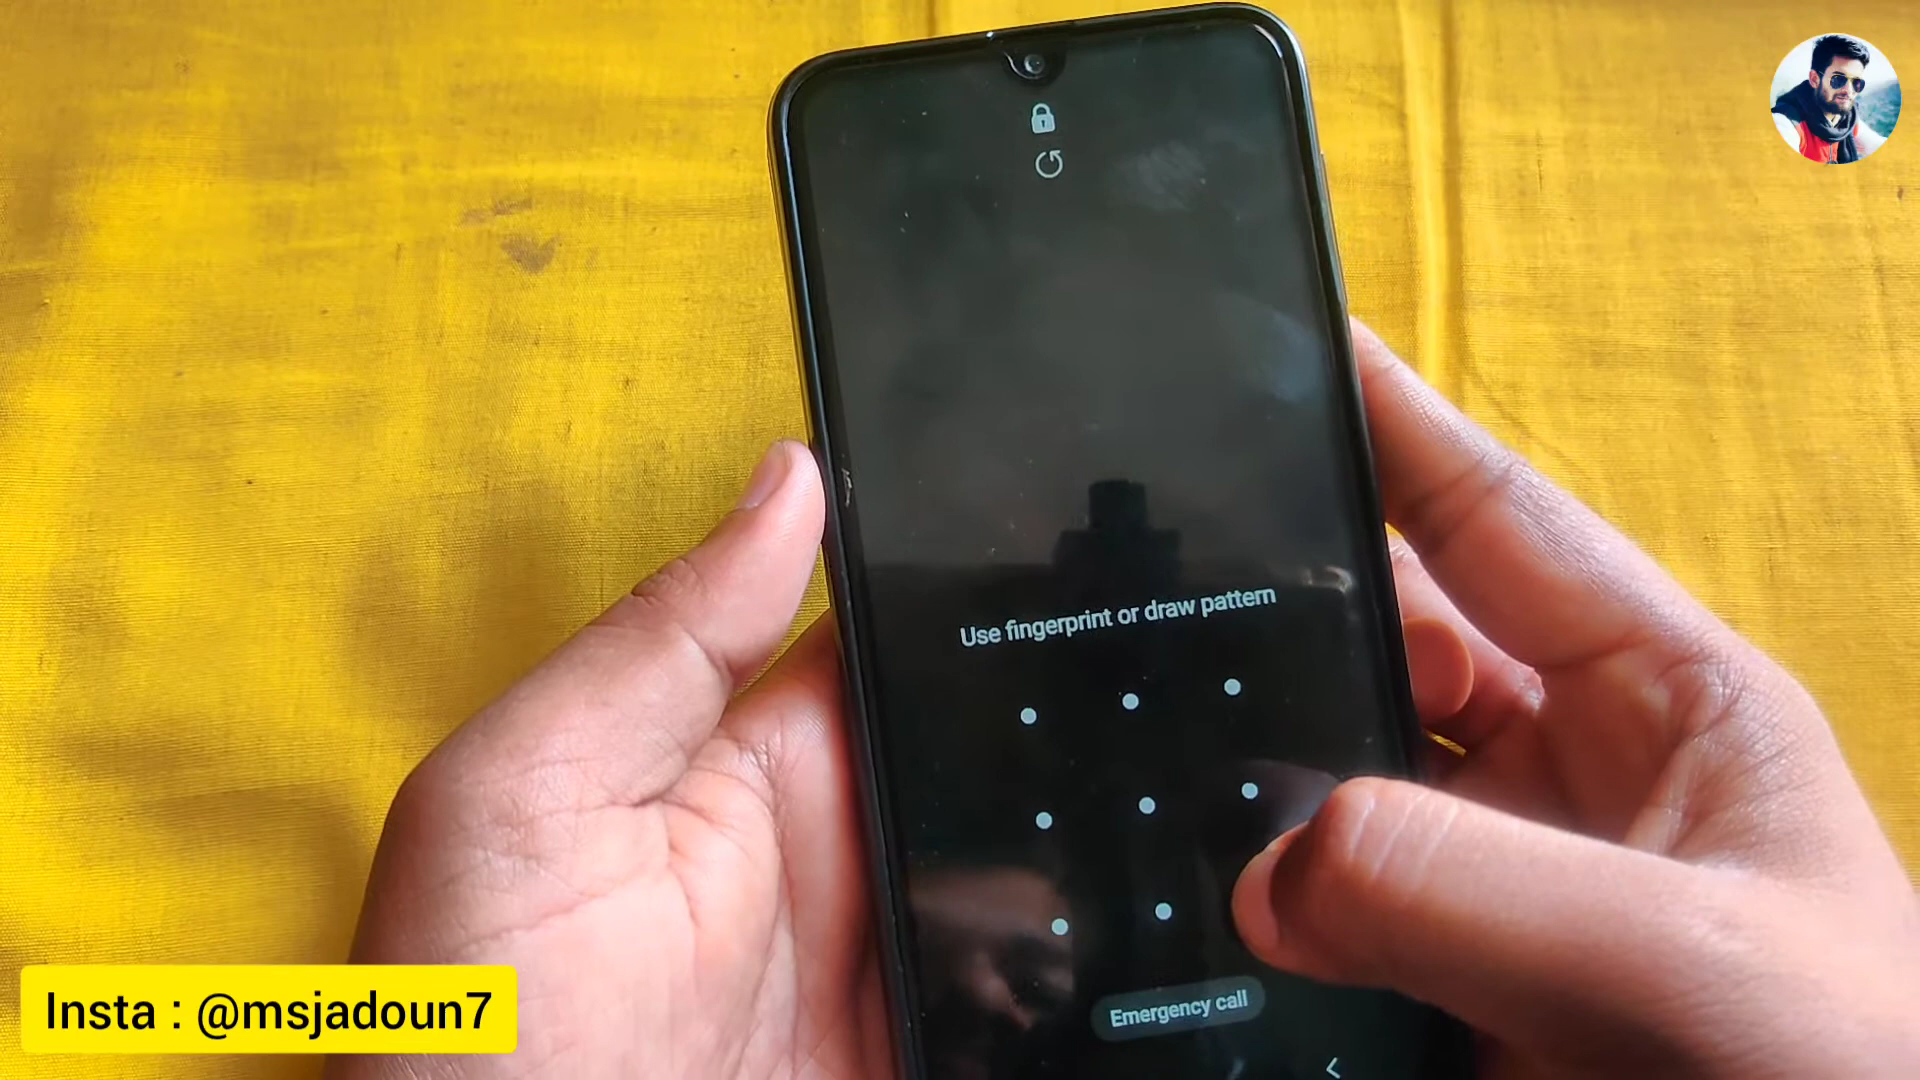 Use fingerprint or draw pattern
Emergency call
Insta : @msjadoun7